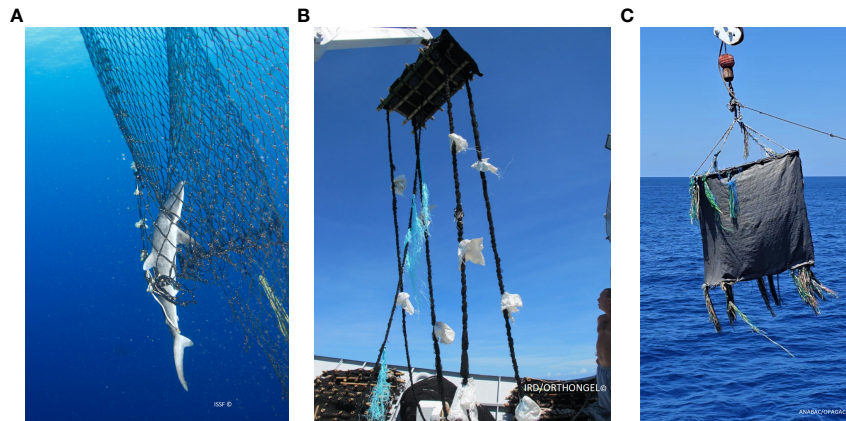 A
B
C
ISSF ©
IRD/ORTHONGEL©
ANABAC/OPAGAC